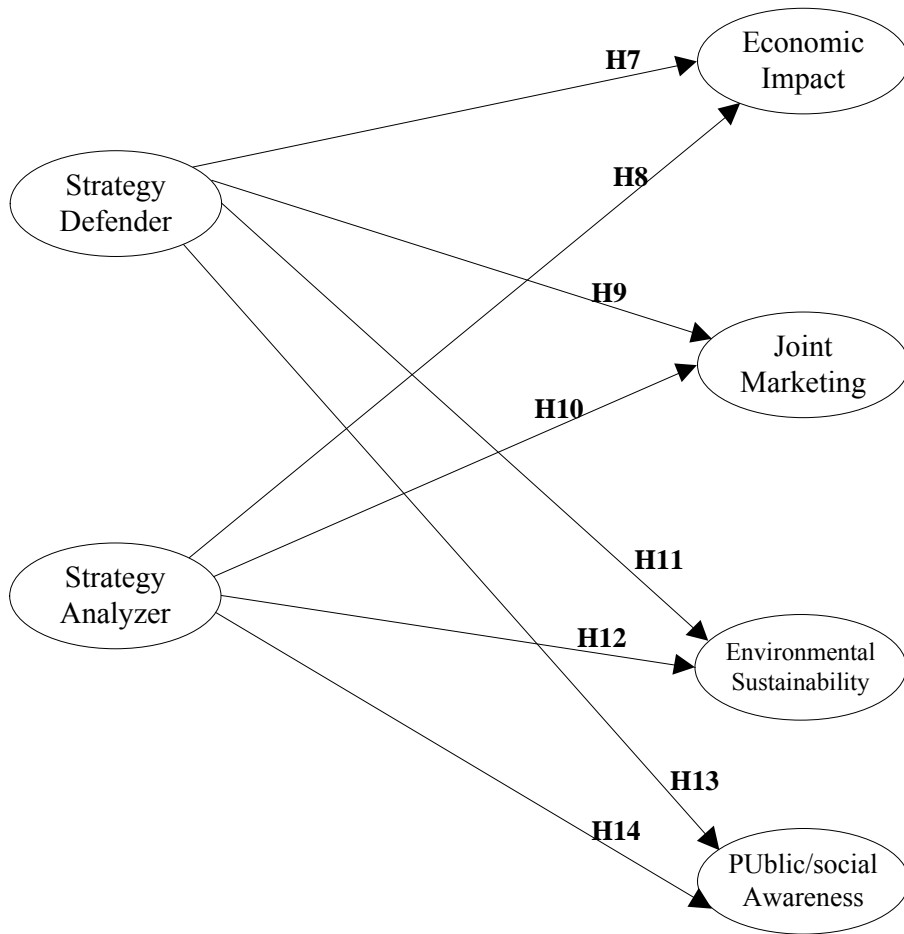 Economic
Impact
H7
Strategy
Defender
H8
H9
Joint
Marketing
H10
H11
Strategy
Analyzer
H12
Environmental
Sustainability
H13
H14
PUblic/social
Awareness